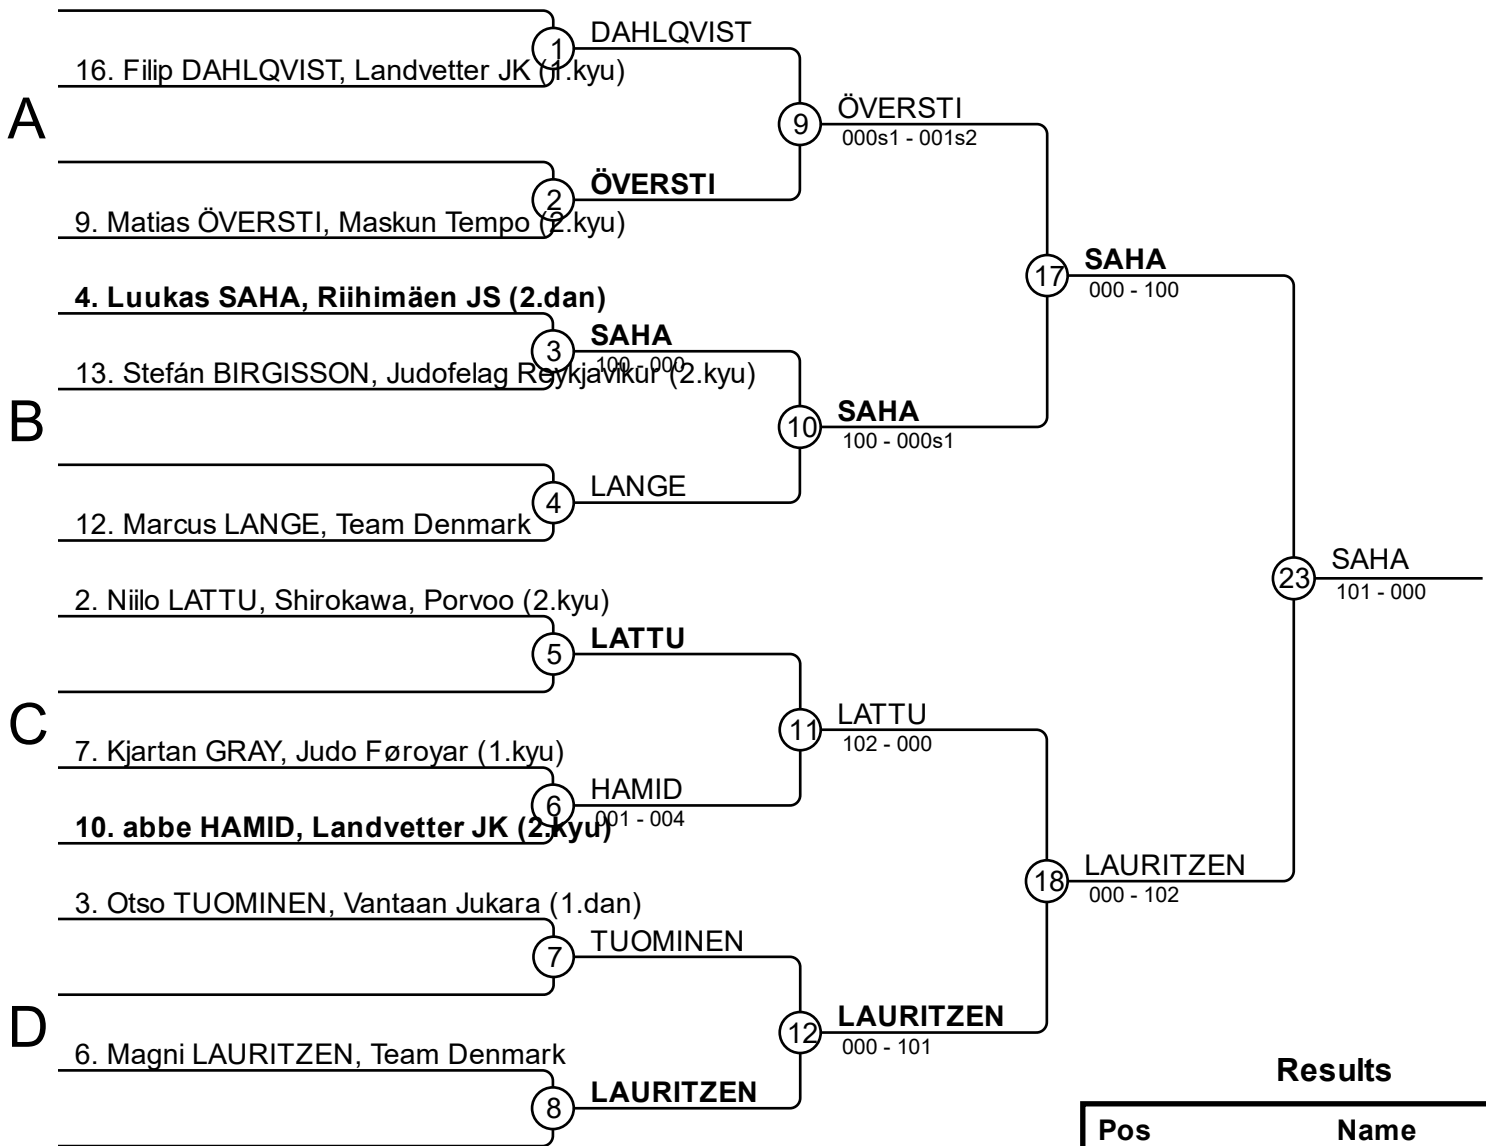 DAHLQVIST
1
16. Filip DAHLQVIST, Landvetter JK (1.kyu)
A
ÖVERSTI
9
000s1 - 001s2
ÖVERSTI
2
9. Matias ÖVERSTI, Maskun Tempo (2.kyu)
SAHA
17
000 - 100
4. Luukas SAHA, Riihimäen JS (2.dan)
SAHA
3
100 - 000
13. Stefán BIRGISSON, Judofelag Reykjavikur (2.kyu)
B
SAHA
10
100 - 000s1
LANGE
4
12. Marcus LANGE, Team Denmark
SAHA
23
101 - 000
2. Niilo LATTU, Shirokawa, Porvoo (2.kyu)
LATTU
5
C
LATTU
11
102 - 000
7. Kjartan GRAY, Judo Føroyar (1.kyu)
HAMID
6
001 - 004
10. abbe HAMID, Landvetter JK (2.kyu)
LAURITZEN
18
000 - 102
3. Otso TUOMINEN, Vantaan Jukara (1.dan)
TUOMINEN
7
D
LAURITZEN
12
000 - 101
6. Magni LAURITZEN, Team Denmark
LAURITZEN
8
Results
Pos Name